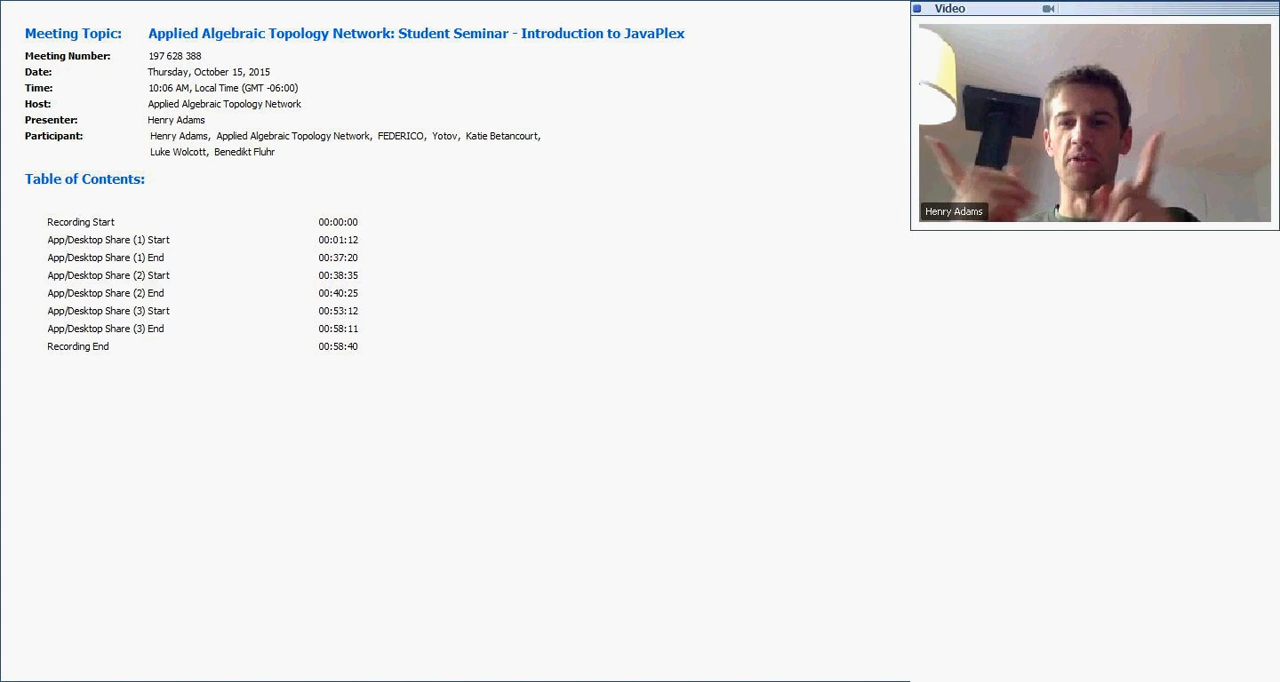 Meeting Topic: Applied Algebraic Topology Network: Student Seminar - Introduction to JavaPlex
Meeting Number: 197 628 388
Date: Thursday, October 15, 2015
Time: 10:06 AM, Local Time (GMT -06:00)
Host: Applied Algebraic Topology Network
Presenter: Henry Adams
Participant: Henry Adams, Applied Algebraic Topology Network, FEDERICO, Yotov, Katie Betancourt,
Luke Wolcott, Benedikt Fluhr
Table of Contents:
Recording Start 00:00:00
App/Desktop Share (1) Start 00:01:12
App/Desktop Share (1) End 00:37:20
App/Desktop Share (2) Start 00:38:35
App/Desktop Share (2) End 00:40:25
App/Desktop Share (3) Start 00:53:12
App/Desktop Share (3) End 00:58:11
Recording End 00:58:40
Video
Henry Adams